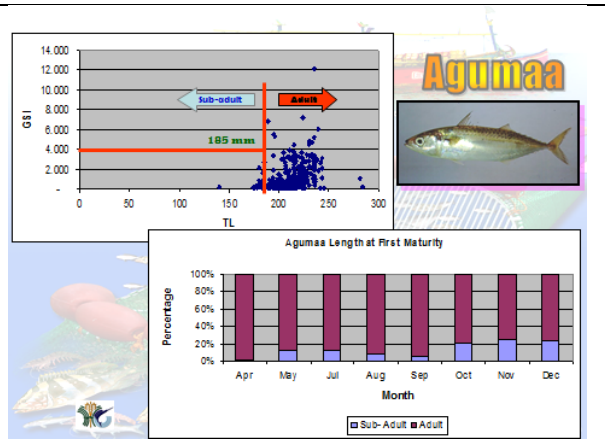 Agumaa
14.000
12.000
10.000
8.000
6.000
4.000
2.000
-
GSI
Sub-adult
Adult
185 mm
0 50 100 150 200 250 300
TL
Agumaa Length at First Maturity
100%
80%
60%
40%
20%
0%
Percentage
Apr May Jul Aug Sep Oct Nov Dec
Month
Sub- Adult Adult